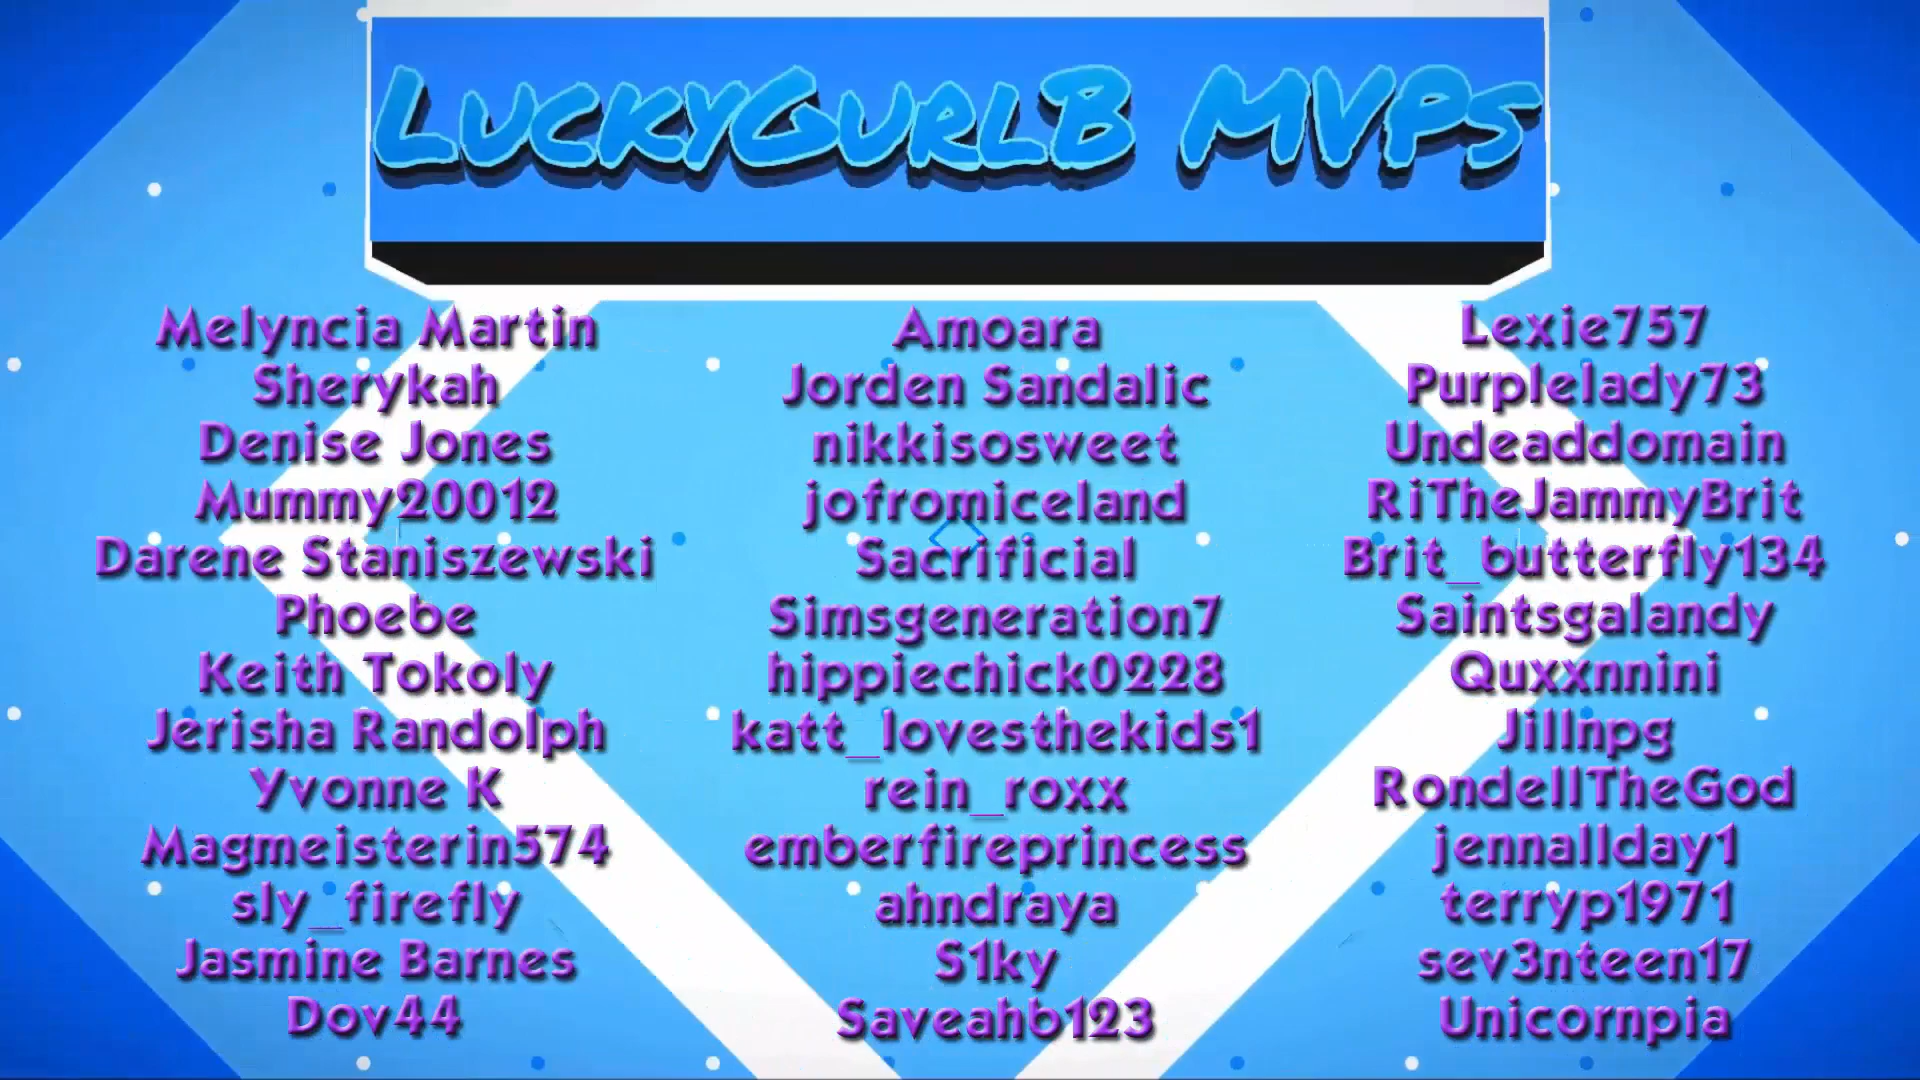 LuckyGurlB MVPs
Melyncia Martin
Sherykah
Denise Jones
Mummy20012
Darene Staniszewski
Phoebe
Keith Tokoly
Jerisha Randolph
Yvonne K
Magmeisterin574
sly_firefly
Jasmine Barnes
Dov44
Amoara
Jorden Sandalic
nikkisosweet
jofromiceland
Sacrificial
Simsgeneration7
hippiechick0228
katt_lovesthekids1
rein_roxx
emberfireprincess
ahndraya
S1ky
Saveahb123
Lexie757
Purplelady73
Undeaddomain
RiTheJammyBrit
Brit_butterfly134
Saintsgalandy
Quxxnnini
Jillnpg
RondellTheGod
jennallday1
terryp1971
sev3nteen17
Unicornpia